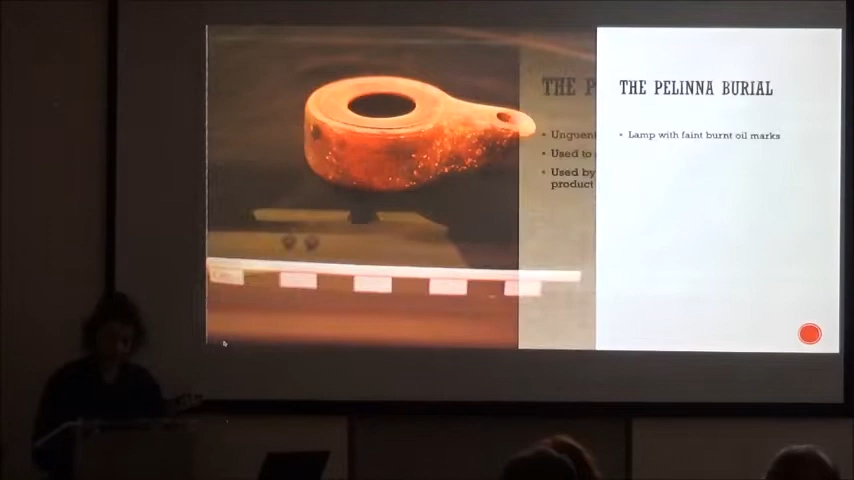 THE P
• Unguent
• Used to
• Used by
product
THE PELINNA BURIAL
• Lamp with faint burnt oil marks